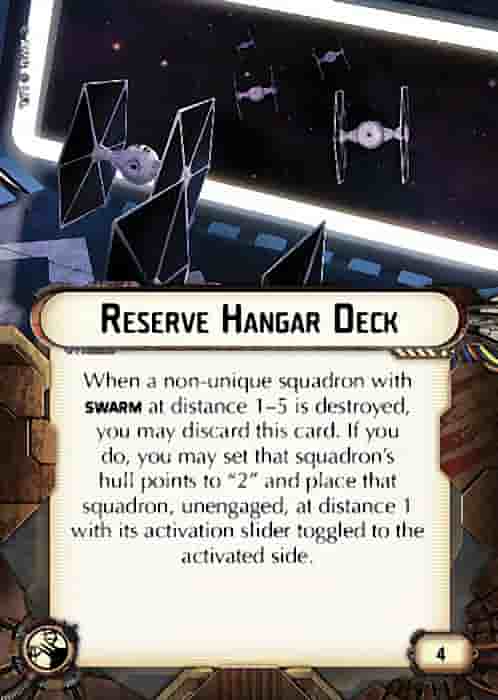 RESERVE HANGAR DECK
When a non-unique squadron with
SWARM at distance 1–5 is destroyed,
you may discard this card. If you
do, you may set that squadron's
hull points to “2” and place that
squadron, unengaged, at distance 1
with its activation slider toggled to the
activated side.
4